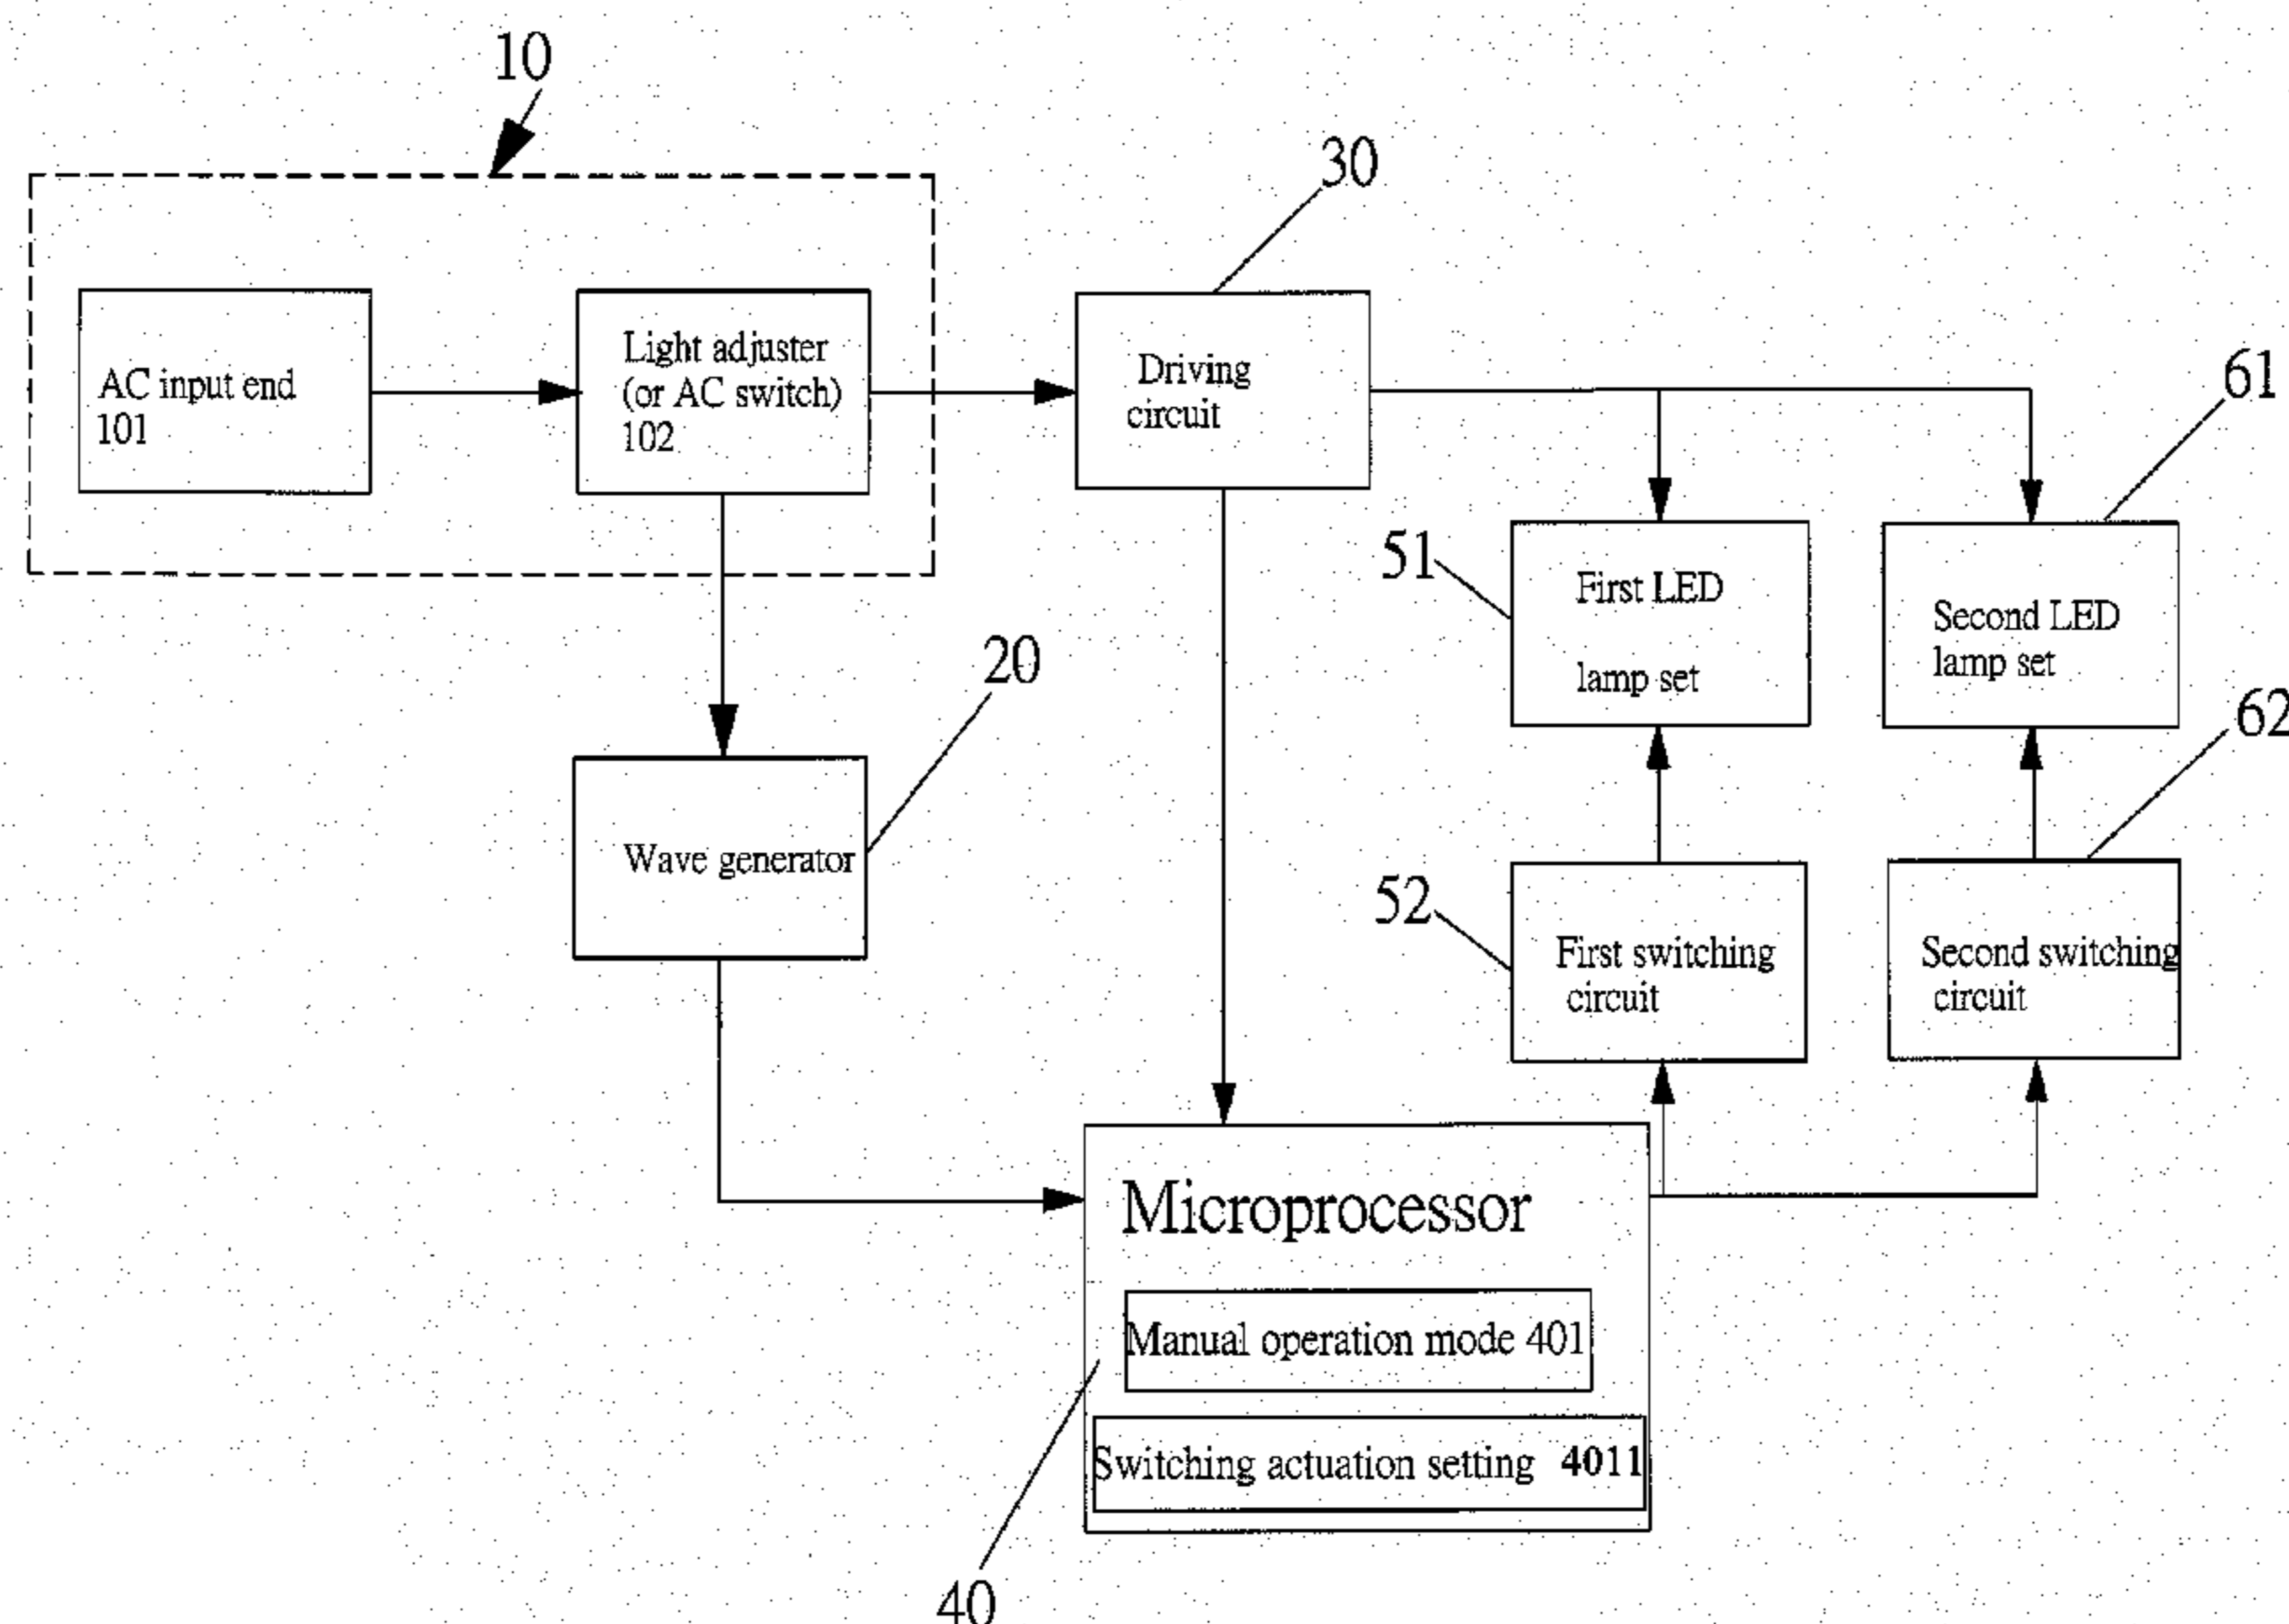 10
30
AC input end
101
Light adjuster
(or AC switch)
102
Driving
circuit
61
51
First LED
lamp set
Second LED
lamp set
20
62
Wave generator
52
First switching
circuit
Second switching
circuit
Microprocessor
Manual operation mode 401
Switching actuation setting 4011
40